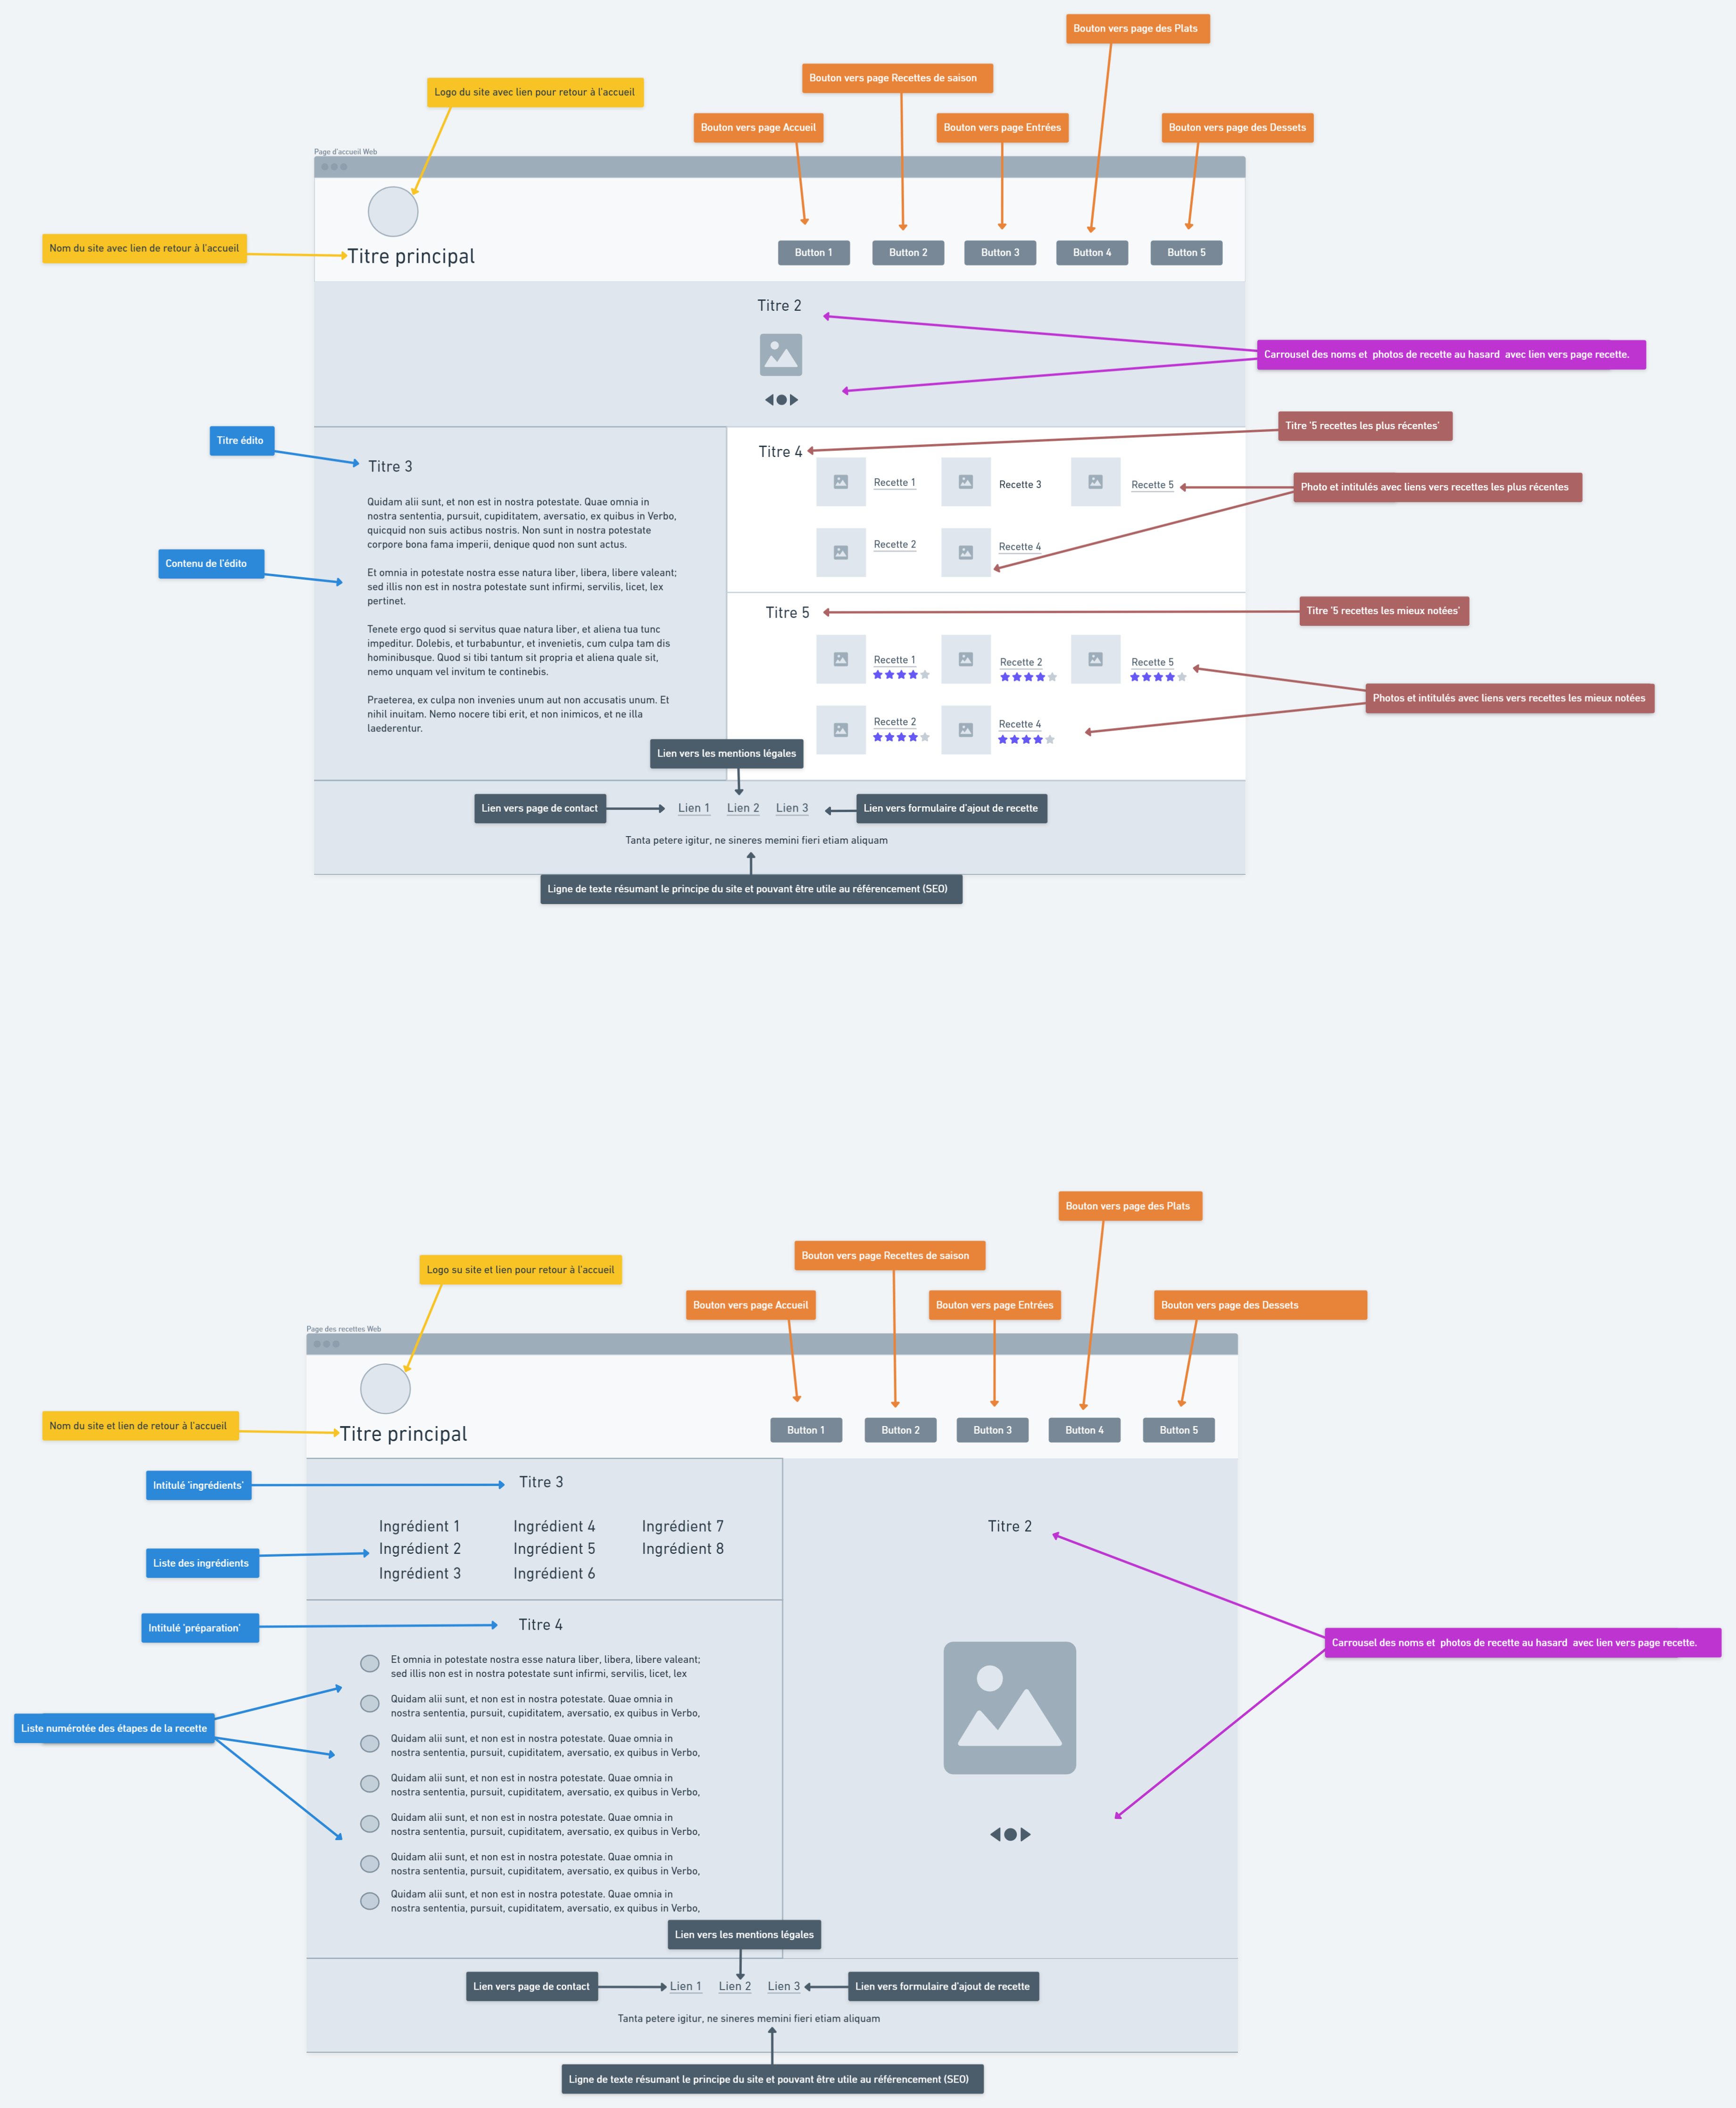 Bouton vers page des Plats
Bouton vers page Recettes de saison
Logo du site avec lien pour retour à l'accueil
Bouton vers page Accueil
Bouton vers page Entrées
Bouton vers page des Dessets
Page d'accueil Web
Nom du site avec lien de retour à l'accueil
Titre principal
Button 1
Button 2
Button 3
Button 4
Button 5
Titre 2
Carrousel des noms et photos de recette au hasard avec lien vers page recette.
Titre édito
Titre 3
Quidam alii sunt, et non est in nostra potestate. Quae omnia in
nostra sententia, pursuit, cupiditatem, aversatio, ex quibus in Verbo,
quicquid non suis actibus nostris. Non sunt in nostra potestate
corpore bona fama imperii, denique quod non sunt actus.
Contenu de l'édito
Et omnia in potestate nostra esse natura liber, libera, libere valeant;
sed illis non est in nostra potestate sunt infirmi, servilis, licet, lex
pertinet.
Tenete ergo quod si servitus quae natura liber, et aliena tua tunc
impeditur. Dolebis, et turbabuntur, et invenietis, cum culpa tam dis
hominibusque. Quod si tibi tantum sit propria et aliena quale sit,
nemo unquam vel invitum te continebis.
Praeterea, ex culpa non invenies unum aut non accusatis unum. Et
nihil inuitam. Nemo nocere tibi erit, et non inimicos, et ne illa
laederentur.
Titre '5 recettes les plus récentes'
Titre 4
Recette 1
Recette 3
Recette 5
Photo et intitulés avec liens vers recettes les plus récentes
Recette 2
Recette 4
Titre 5
Titre '5 recettes les mieux notées'
Recette 1
Recette 2
Recette 5
Photos et intitulés avec liens vers recettes les mieux notées
Recette 2
Recette 4
Lien vers les mentions légales
Lien vers page de contact
Lien 1
Lien 2
Lien 3
Lien vers formulaire d'ajout de recette
Tanta petere igitur, ne sineres memini fieri etiam aliquam
Ligne de texte résumant le principe du site et pouvant être utile au référencement (SEO)
Bouton vers page des Plats
Bouton vers page Recettes de saison
Logo su site et lien pour retour à l'accueil
Bouton vers page Accueil
Bouton vers page Entrées
Bouton vers page des Dessets
Page des recettes Web
Nom du site et lien de retour à l'accueil
Titre principal
Button 1
Button 2
Button 3
Button 4
Button 5
Intitulé 'ingrédients'
Titre 3
Ingrédient 1
Ingrédient 4
Ingrédient 7
Ingrédient 2
Ingrédient 5
Ingrédient 8
Ingrédient 3
Ingrédient 6
Liste des ingrédients
Titre 2
Intitulé 'préparation'
Titre 4
Carrousel des noms et photos de recette au hasard avec lien vers page recette.
Et omnia in potestate nostra esse natura liber, libera, libere valeant;
sed illis non est in nostra potestate sunt infirmi, servilis, licet, lex
Quidam alii sunt, et non est in nostra potestate. Quae omnia in
nostra sententia, pursuit, cupiditatem, aversatio, ex quibus in Verbo,
Liste numérotée des étapes de la recette
Quidam alii sunt, et non est in nostra potestate. Quae omnia in
nostra sententia, pursuit, cupiditatem, aversatio, ex quibus in Verbo,
Quidam alii sunt, et non est in nostra potestate. Quae omnia in
nostra sententia, pursuit, cupiditatem, aversatio, ex quibus in Verbo,
Quidam alii sunt, et non est in nostra potestate. Quae omnia in
nostra sententia, pursuit, cupiditatem, aversatio, ex quibus in Verbo,
Quidam alii sunt, et non est in nostra potestate. Quae omnia in
nostra sententia, pursuit, cupiditatem, aversatio, ex quibus in Verbo,
Quidam alii sunt, et non est in nostra potestate. Quae omnia in
nostra sententia, pursuit, cupiditatem, aversatio, ex quibus in Verbo,
Lien vers les mentions légales
Lien vers page de contact
Lien 1
Lien 2
Lien 3
Lien vers formulaire d'ajout de recette
Tanta petere igitur, ne sineres memini fieri etiam aliquam
Ligne de texte résumant le principe du site et pouvant être utile au référencement (SEO)